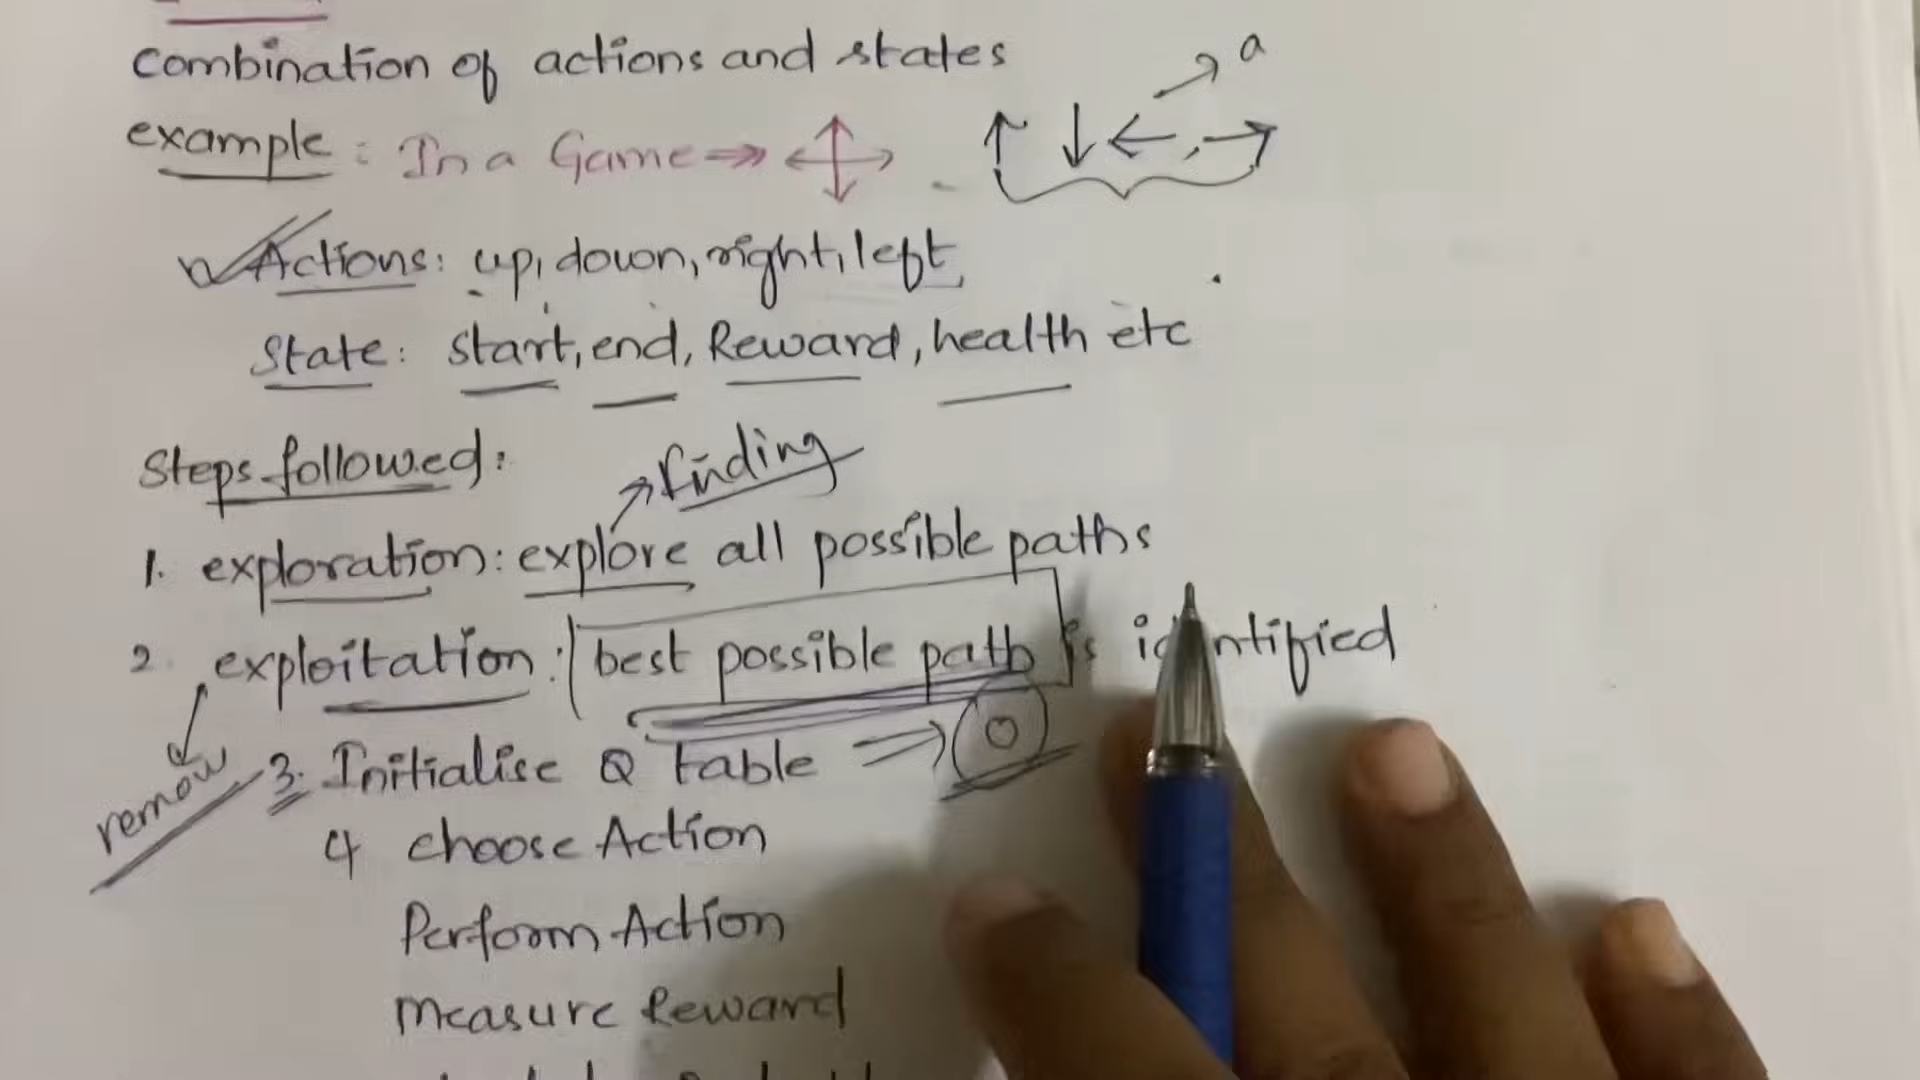 combination of actions and states
a
example: In a Game
Actions: up, down, right, left,
State: start, end, Reward, health etc
Steps followed:
finding
1. exploration: explore all possible paths
2. exploitation: best possible path is identified
3. Initialise Q table 0
4 choose Action
Perform Action
Measure Reward